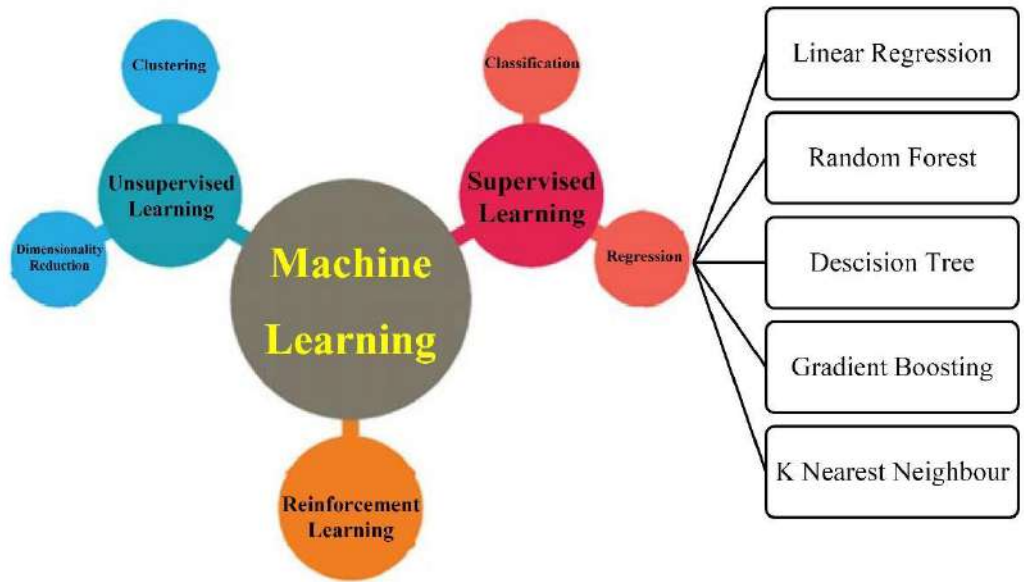 Clustering
Unsupervised
Learning
Dimensionality
Reduction
Machine
Learning
Classification
Supervised
Learning
Regression
Reinforcement
Learning
Linear Regression
Random Forest
Descision Tree
Gradient Boosting
K Nearest Neighbour